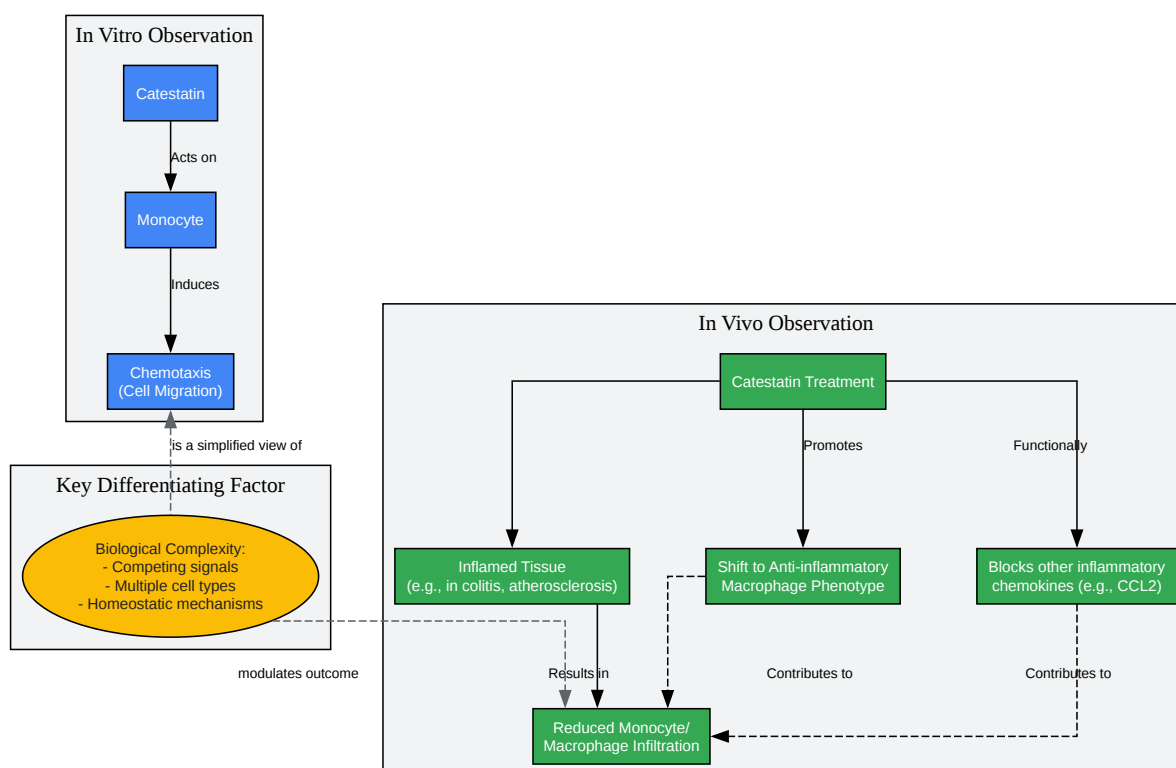 In Vitro Observation
Catestatin
Acts on
Monocyte
Induces
Chemotaxis
(Cell Migration)
is a simplified view of
Key Differentiating Factor
Biological Complexity:
- Competing signals
- Multiple cell types
- Homeostatic mechanisms
modulates outcome
In Vivo Observation
Catestatin Treatment
Promotes
Functionally
Inflamed Tissue
(e.g., in colitis, atherosclerosis)
Shift to Anti-inflammatory
Macrophage Phenotype
Blocks other inflammatory
chemokines (e.g., CCL2)
Results in
Contributes to
Contributes to
Reduced Monocyte/
Macrophage Infiltration